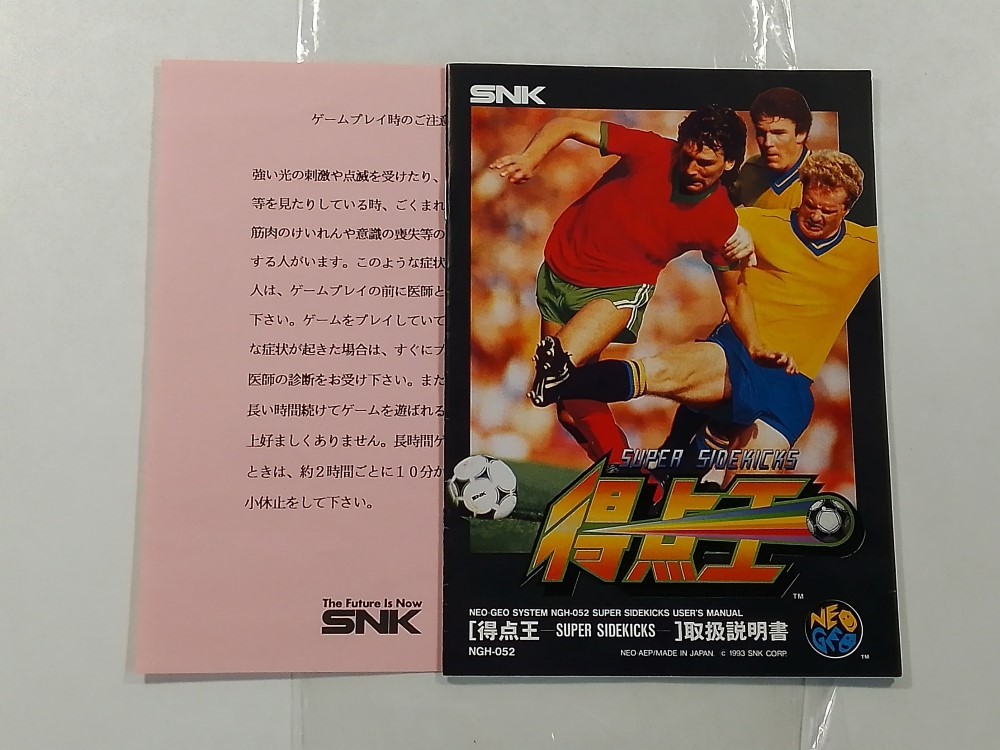 ゲームプレイ時のご注意
強い光の刺激や点滅を受けたり、
等を見たりしている時、ごくまれ
筋肉のけいれんや意識の喪失等の
する人がいます。このような症状
人は、ゲームプレイの前に医師と
下さい。ゲームをプレイしていて
な症状が起きた場合は、すぐにプ
医師の診断をお受け下さい。また
長い時間続けてゲームを遊ばれる
上好ましくありません。長時間ゲ
ときは、約2時間ごとに10分か
小休止をして下さい。
The Future Is Now
SNK
SNK
SNK
SUPER SIDEKICKS
得点王
TM
NEO·GEO SYSTEM NGH-052 SUPER SIDEKICKS USER'S MANUAL
[得点王—SUPER SIDEKICKS—]取扱説明書
NGH-052
NEO·AEP/MADE IN JAPAN. © 1993 SNK CORP.
NEO
GEO
TM